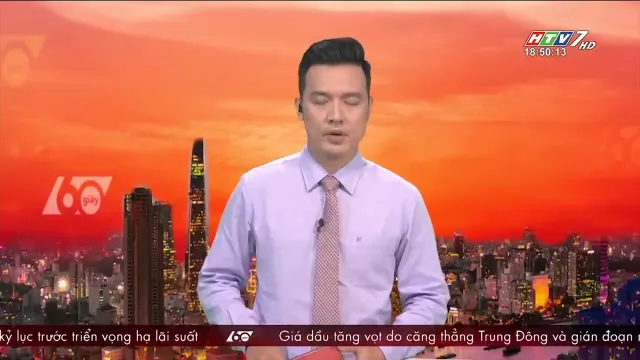 HTV7 HD
18:50:13
60 giây
kỷ lục trước triển vọng hạ lãi suất 60 Giá dầu tăng vọt do căng thẳng Trung Đông và gián đoạn